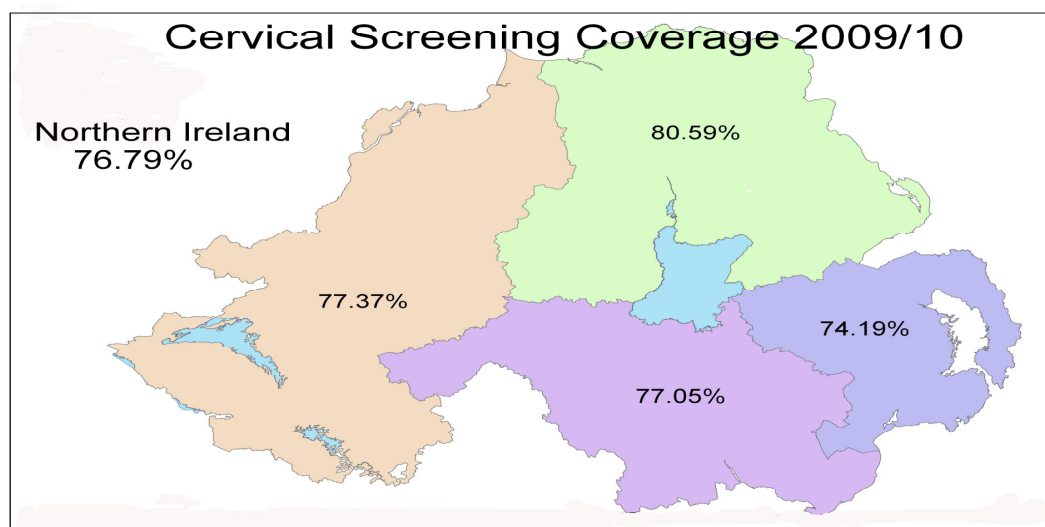 Cervical Screening Coverage 2009/10
Northern Ireland
76.79%
80.59%
77.37%
74.19%
77.05%